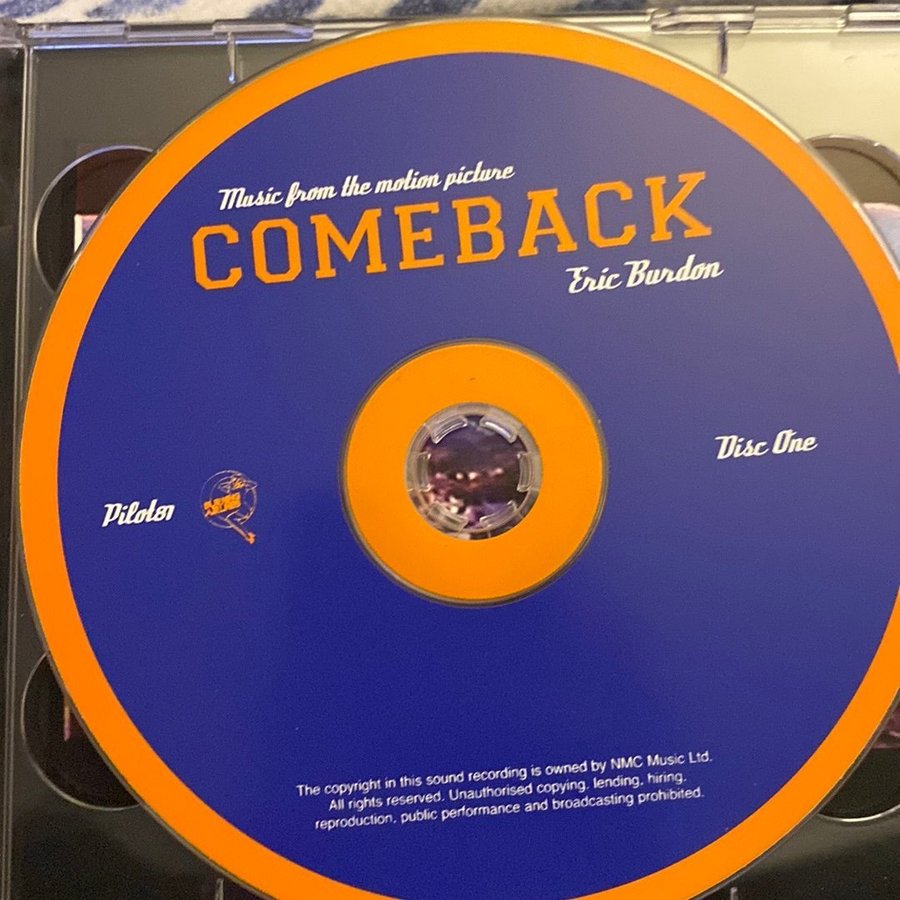 Music from the motion picture
COMEBACK
Eric Burdon
Disc One
Pilot81
The copyright in this sound recording is owned by NMC Music Ltd.
All rights reserved. Unauthorised copying, lending, hiring,
reproduction, public performance and broadcasting prohibited.